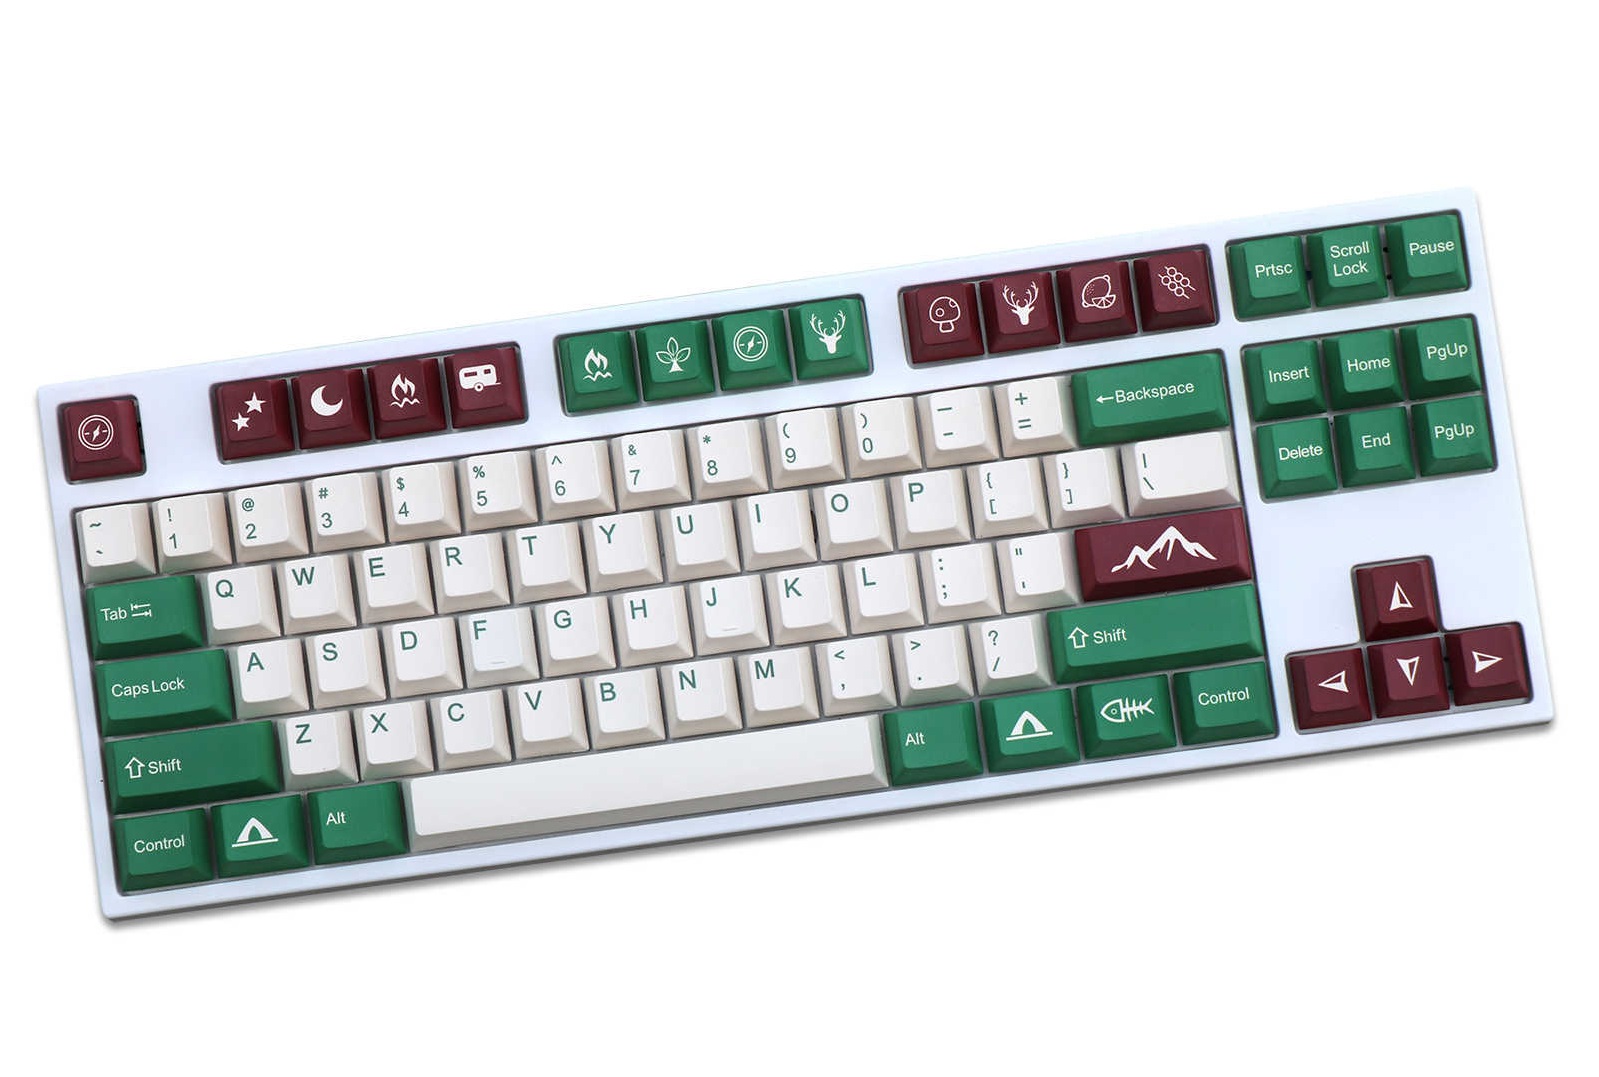 Prtsc
Scroll
Lock
Pause
~
`
!
1
@
2
#
3
$
4
%
5
^
6
&
7
*
8
(
9
)
0
—
-
+
=
←Backspace
Insert
Home
PgUp
Tab
Q
W
E
R
T
Y
U
I
O
P
{
[
}
]
|
\
Delete
End
PgUp
Caps Lock
A
S
D
F
G
H
J
K
L
:
;
"
'
Shift
Z
X
C
V
B
N
M
<
,
>
.
?
/
Shift
Control
Alt
Alt
Control